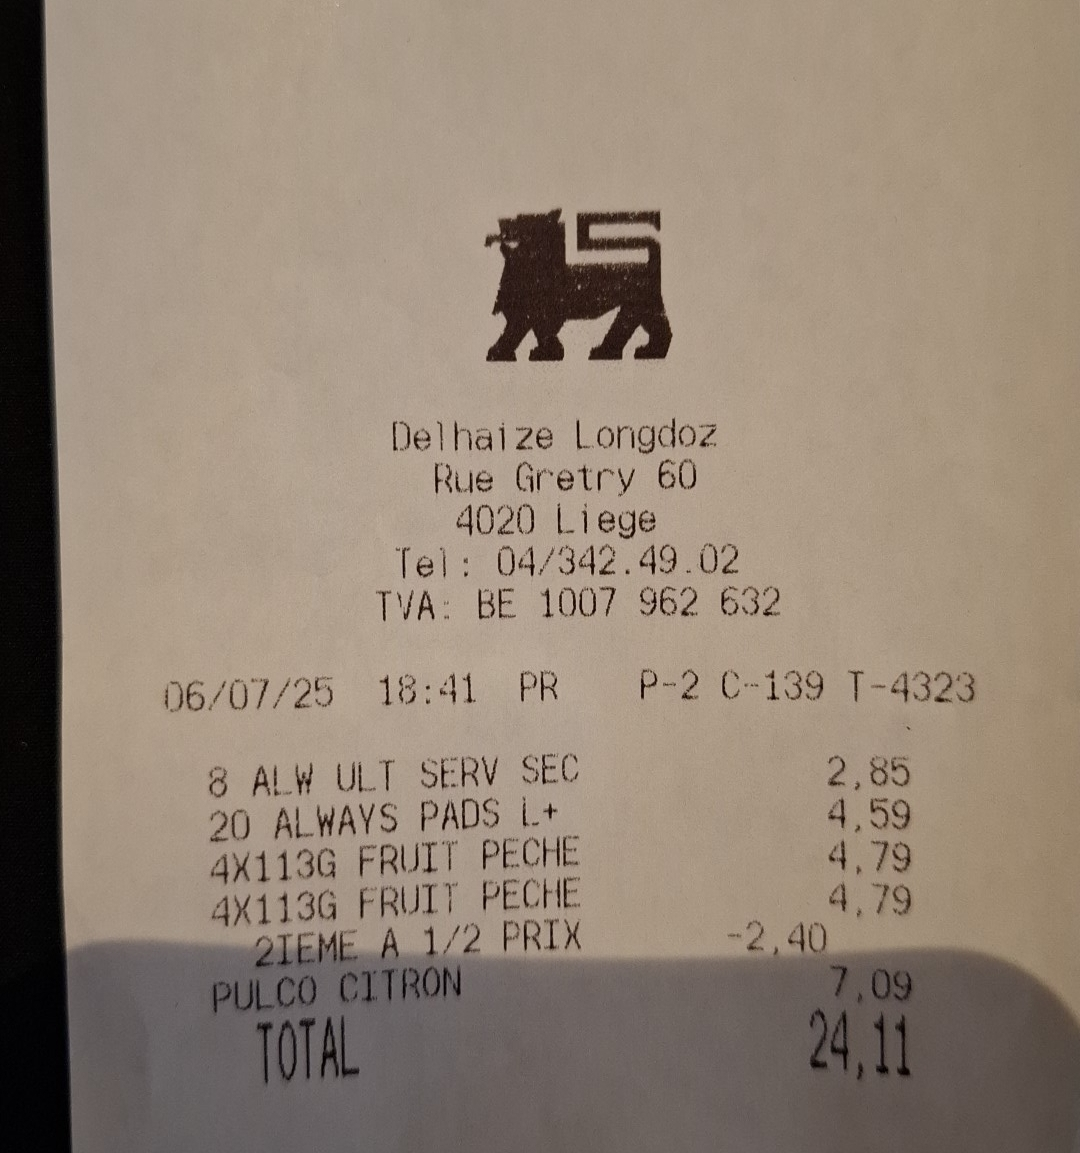 Delhaize Longdoz
Rue Gretry 60
4020 Liege
Tel: 04/342.49.02
TVA: BE 1007 962 632
06/07/25 18:41 PR P-2 C-139 T-4323
8 ALW ULT SERV SEC 2,85
20 ALWAYS PADS L+ 4,59
4X113G FRUIT PECHE 4,79
4X113G FRUIT PECHE 4,79
2IEME A 1/2 PRIX -2,40
PULCO CITRON 7,09
TOTAL 24,11